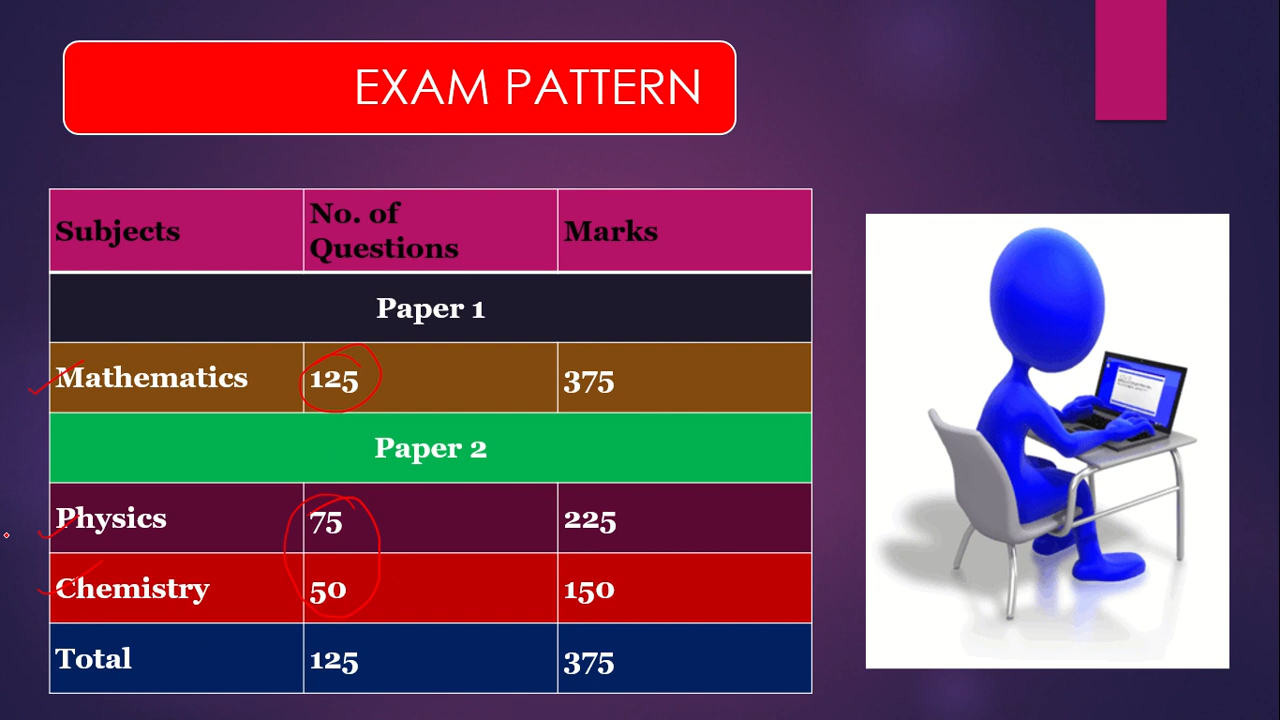 EXAM PATTERN
Subjects No. of Questions Marks
Paper 1
Mathematics 125 375
Paper 2
Physics 75 225
Chemistry 50 150
Total 125 375